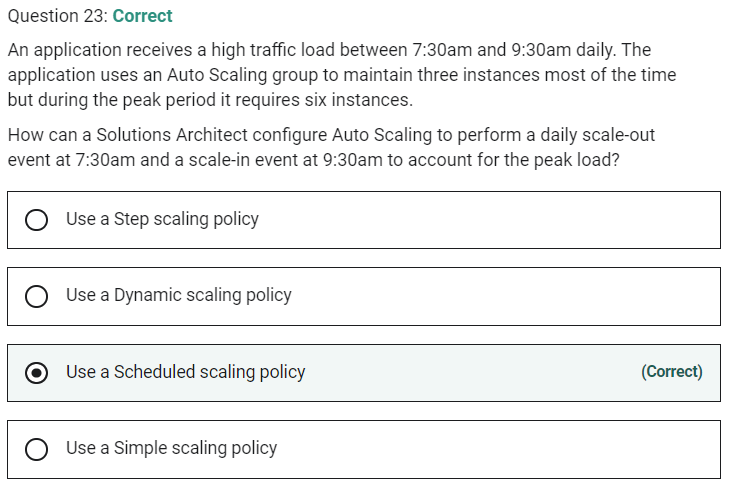 Question 23: Correct
An application receives a high traffic load between 7:30am and 9:30am daily. The
application uses an Auto Scaling group to maintain three instances most of the time
but during the peak period it requires six instances.
How can a Solutions Architect configure Auto Scaling to perform a daily scale-out
event at 7:30am and a scale-in event at 9:30am to account for the peak load?
Use a Step scaling policy
Use a Dynamic scaling policy
Use a Scheduled scaling policy (Correct)
Use a Simple scaling policy